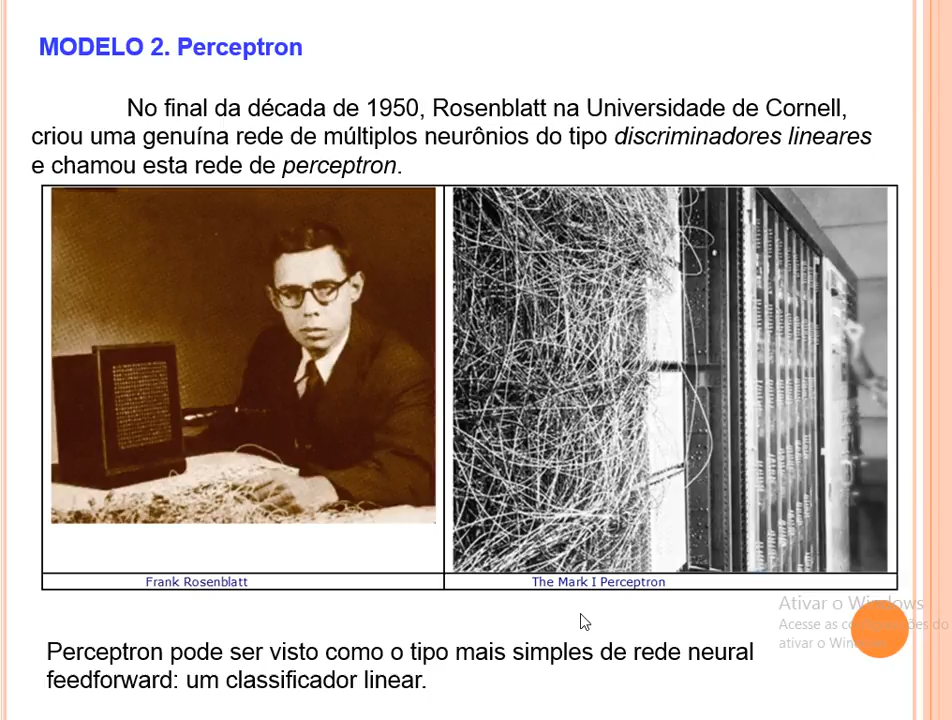 MODELO 2. Perceptron
No final da década de 1950, Rosenblatt na Universidade de Cornell,
criou uma genuína rede de múltiplos neurônios do tipo discriminadores lineares
e chamou esta rede de perceptron.
Frank Rosenblatt
The Mark I Perceptron
Ativar o Windows
Acesse as do
ativar o
Perceptron pode ser visto como o tipo mais simples de rede neural
feedforward: um classificador linear.